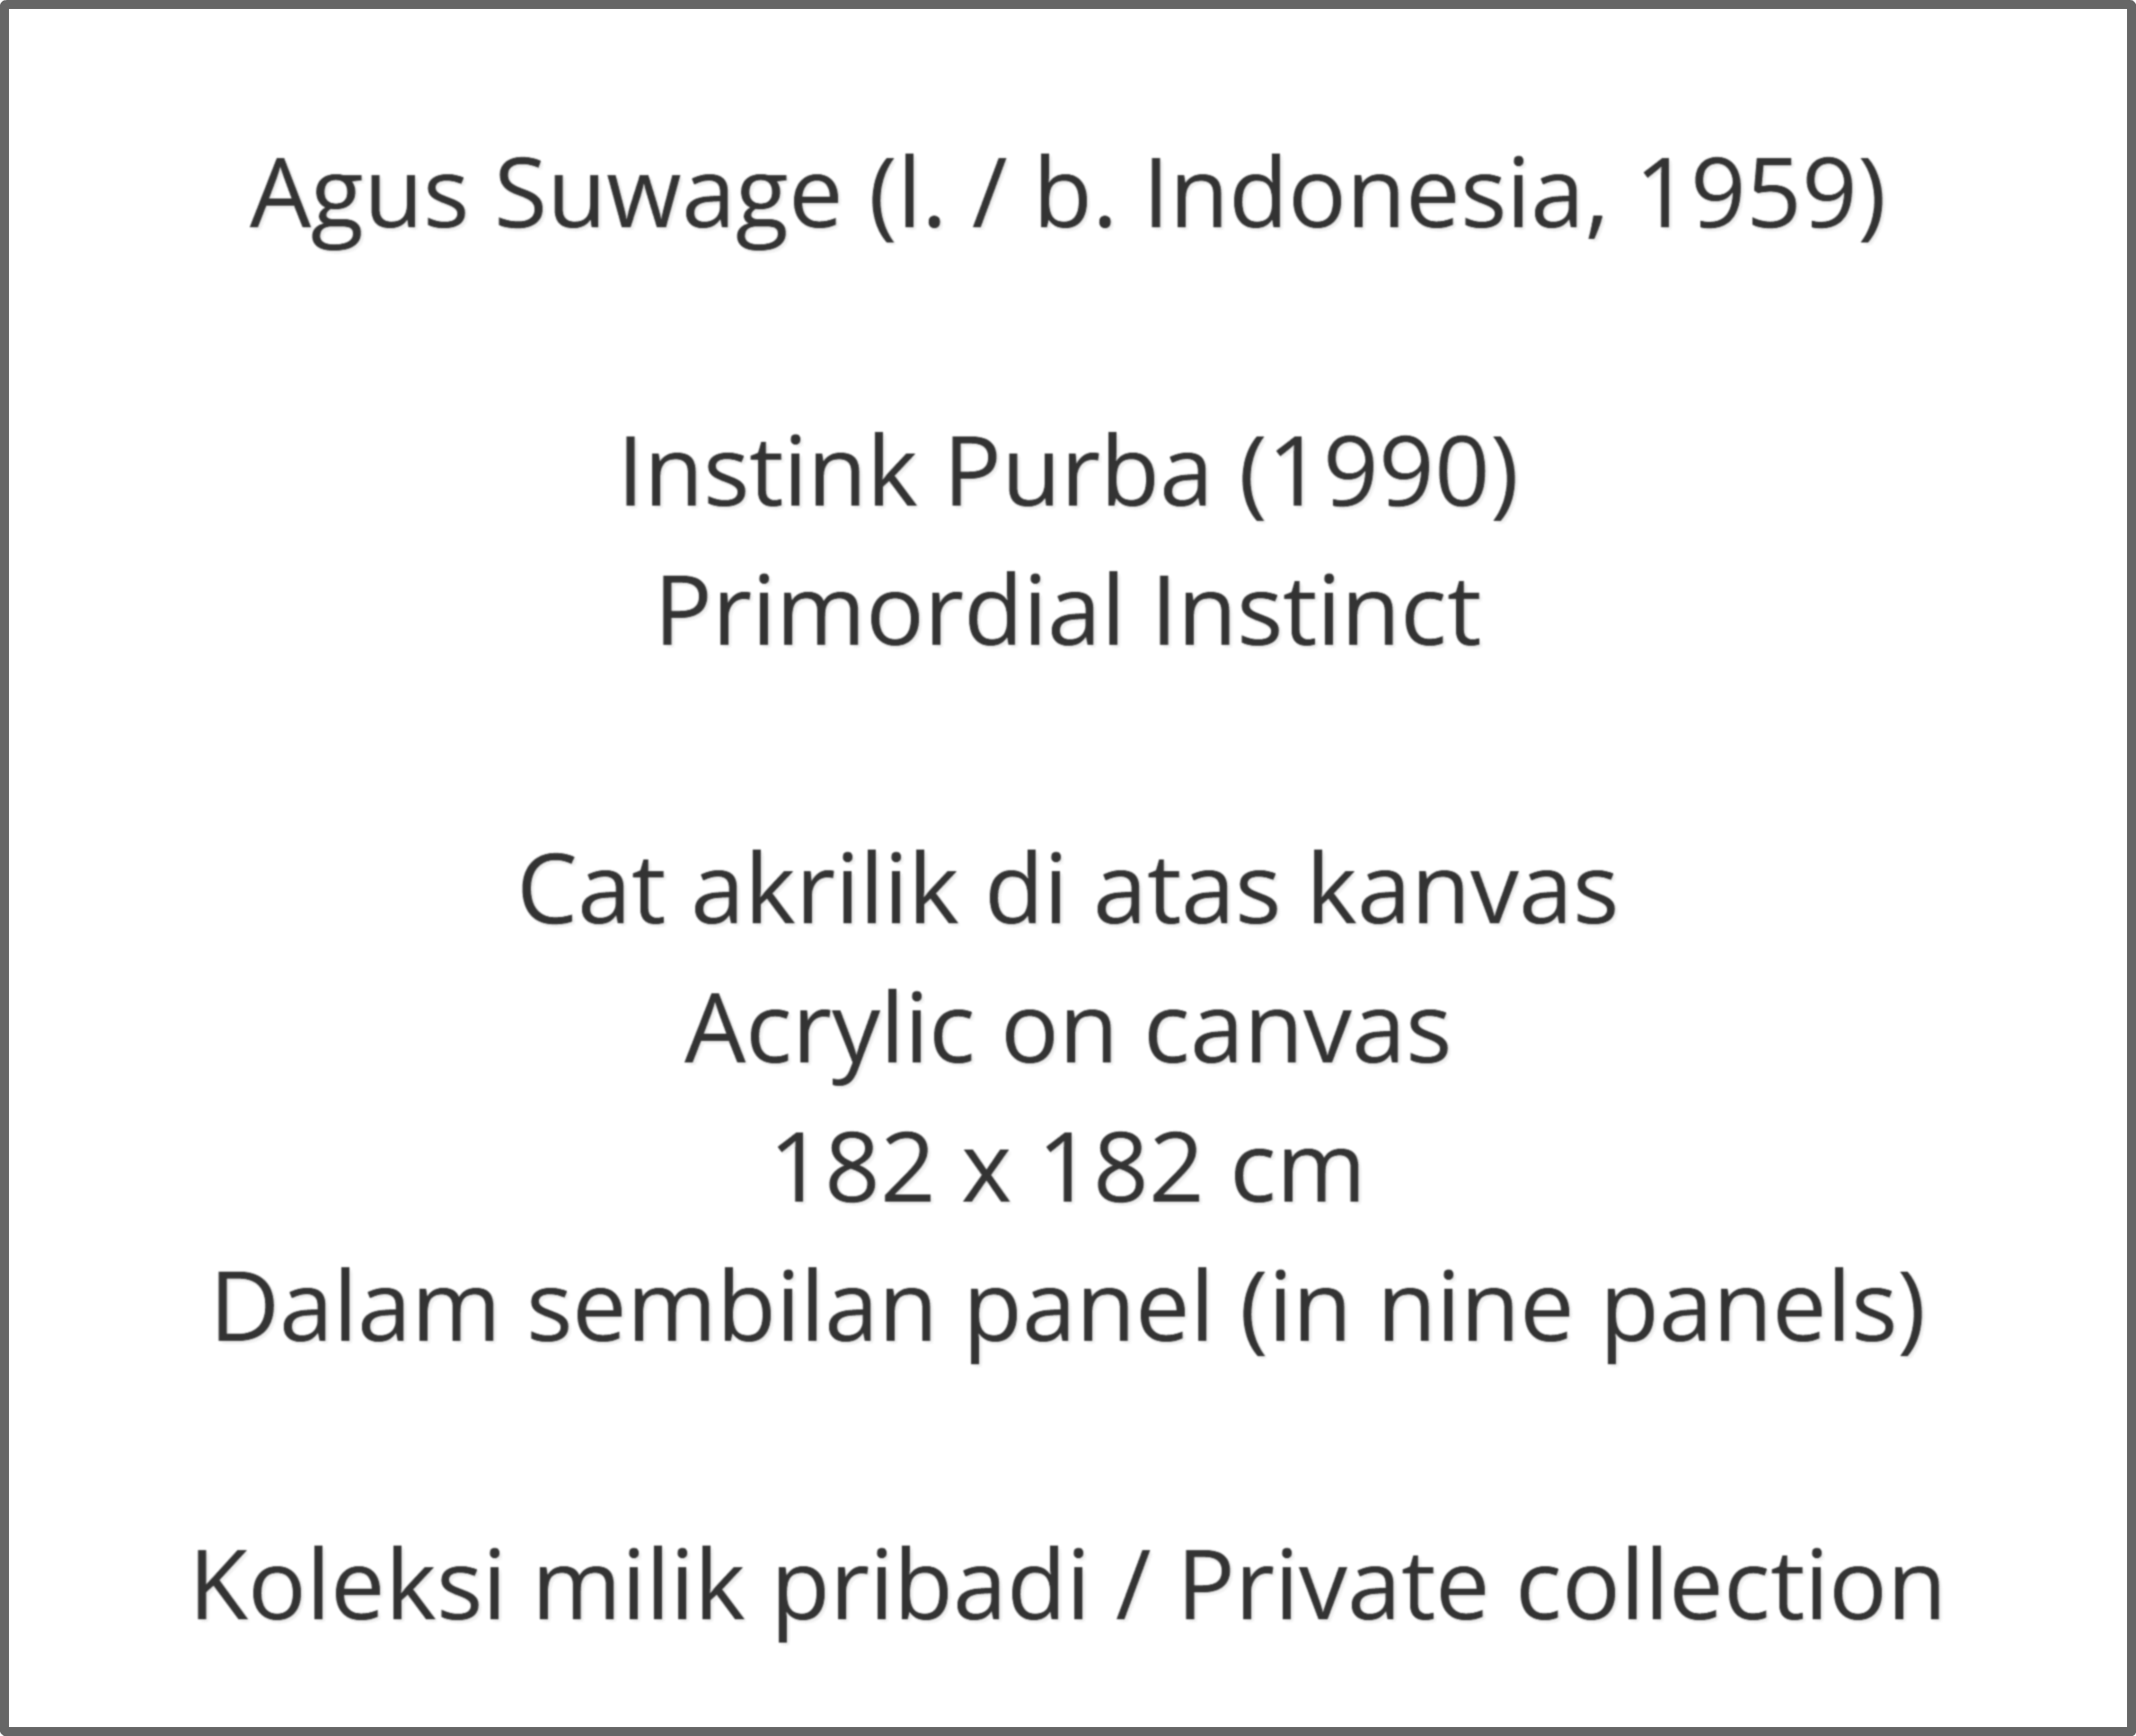 Agus Suwage (l. / b. Indonesia, 1959)
Instink Purba (1990)
Primordial Instinct
Cat akrilik di atas kanvas
Acrylic on canvas
182 x 182 cm
Dalam sembilan panel (in nine panels)
Koleksi milik pribadi / Private collection